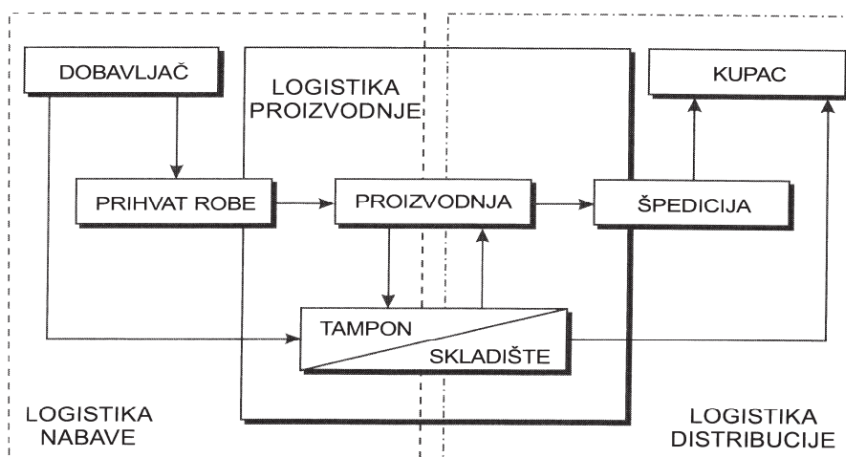 DOBAVLJAČ
LOGISTIKA
PROIZVODNJE
KUPAC
PRIHVAT ROBE
PROIZVODNJA
ŠPEDICIJA
TAMPON
SKLADIŠTE
LOGISTIKA
NABAVE
LOGISTIKA
DISTRIBUCIJE